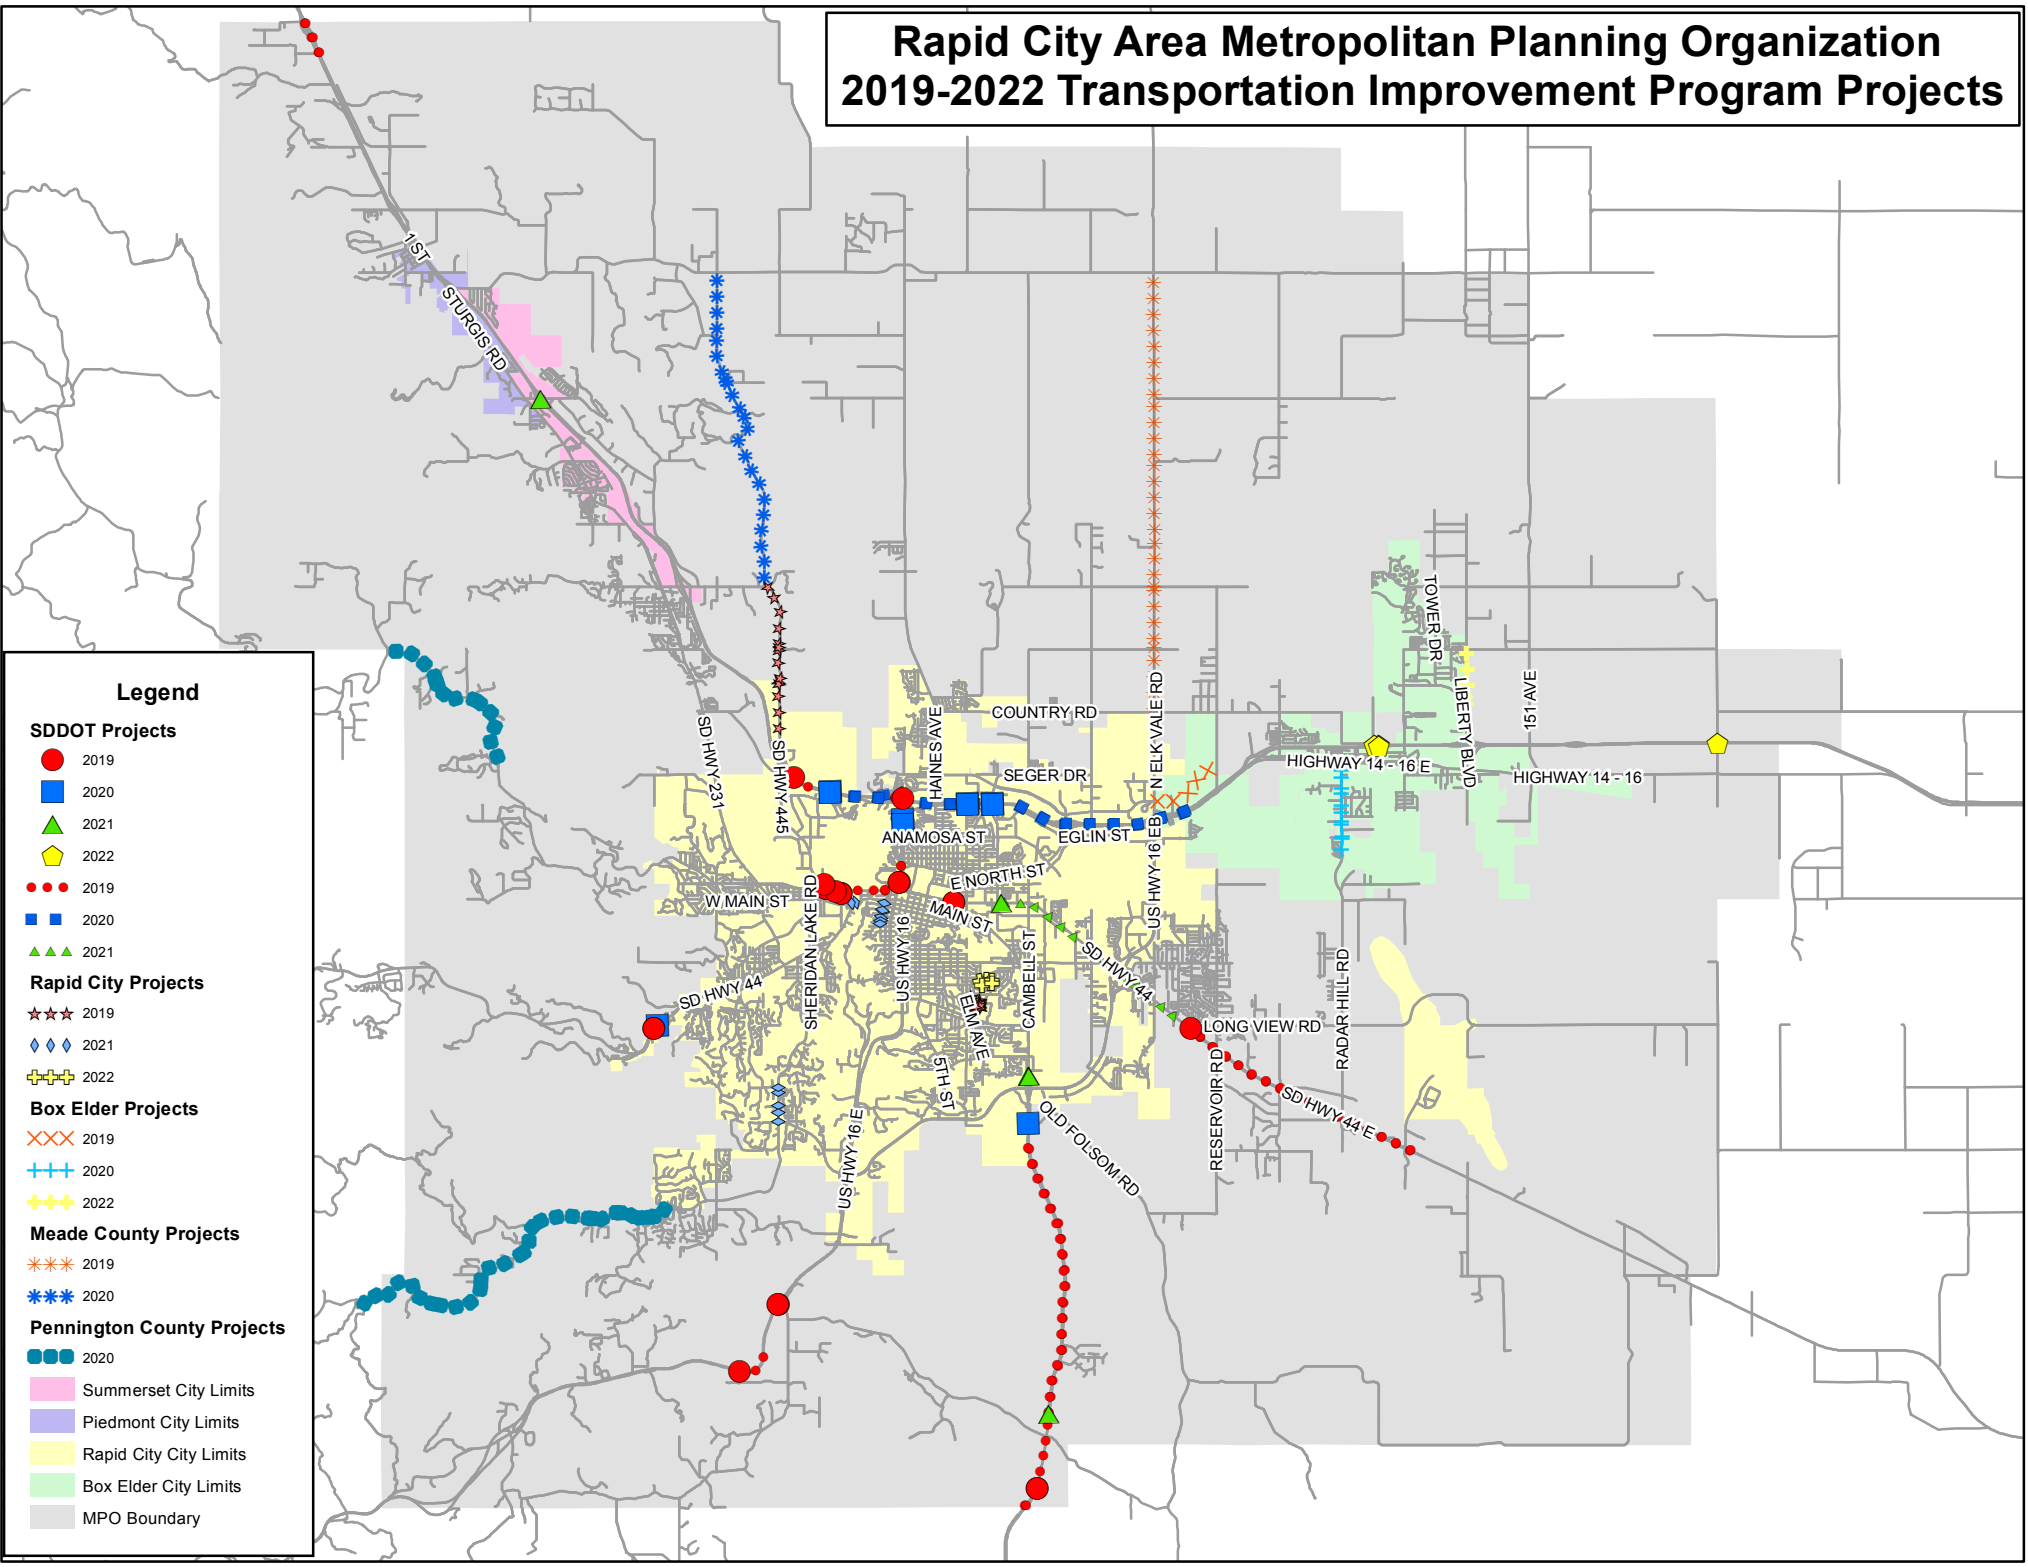 Rapid City Area Metropolitan Planning Organization
2019-2022 Transportation Improvement Program Projects
1 ST
STURGIS RD
TOWER DR
LIBERTY BLVD
151 AVE
N ELK VALE RD
COUNTRY RD
HAINES AVE
SD HWY 231
SD HWY 445
SEGER DR
HIGHWAY 14 - 16 E
HIGHWAY 14 - 16
ANAMOSA ST
EGLIN ST
US HWY 16 EB
E NORTH ST
W MAIN ST
MAIN ST
SHERIDAN LAKE RD
US HWY 16
CAMBELL ST
SD HWY 44
SD HWY 44
ELM AVE
LONG VIEW RD
RADAR HILL RD
5TH ST
RESERVOIR RD
OLD FOLSOM RD
SD HWY 44 E
US HWY 16 E
Legend
SDDOT Projects
2019
2020
2021
2022
2019
2020
2021
Rapid City Projects
2019
2021
2022
Box Elder Projects
2019
2020
2022
Meade County Projects
2019
2020
Pennington County Projects
2020
Summerset City Limits
Piedmont City Limits
Rapid City City Limits
Box Elder City Limits
MPO Boundary